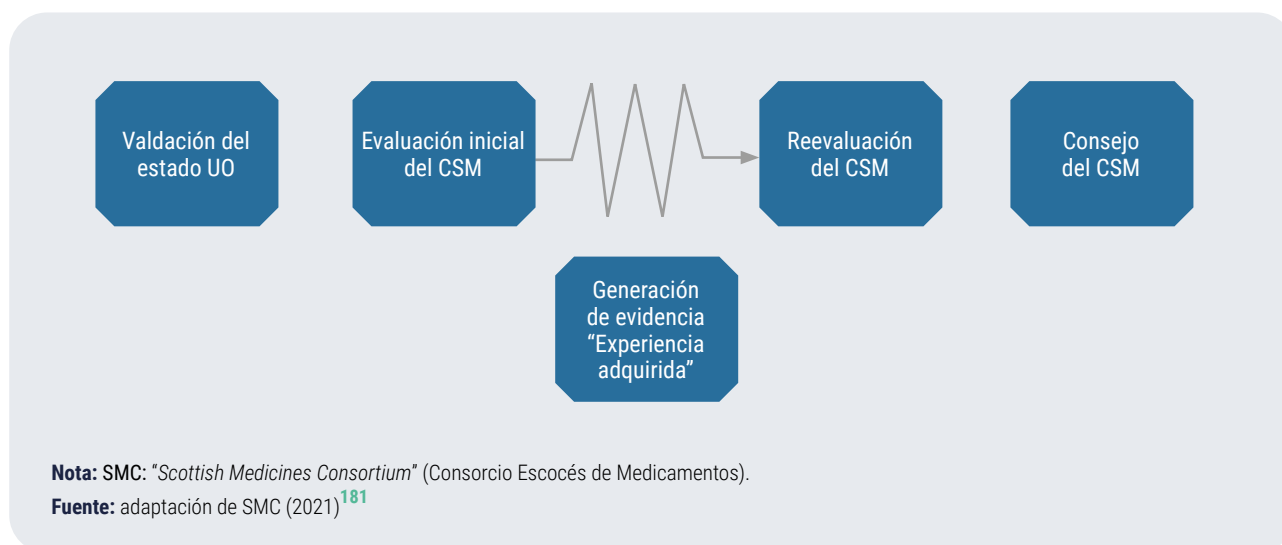 Valdación del
estado UO
Evaluación inicial
del CSM
Reevaluación
del CSM
Consejo
del CSM
Generación
de evidencia
“Experiencia
adquirida”
Nota: SMC: “Scottish Medicines Consortium” (Consorcio Escocés de Medicamentos).
Fuente: adaptación de SMC (2021)181